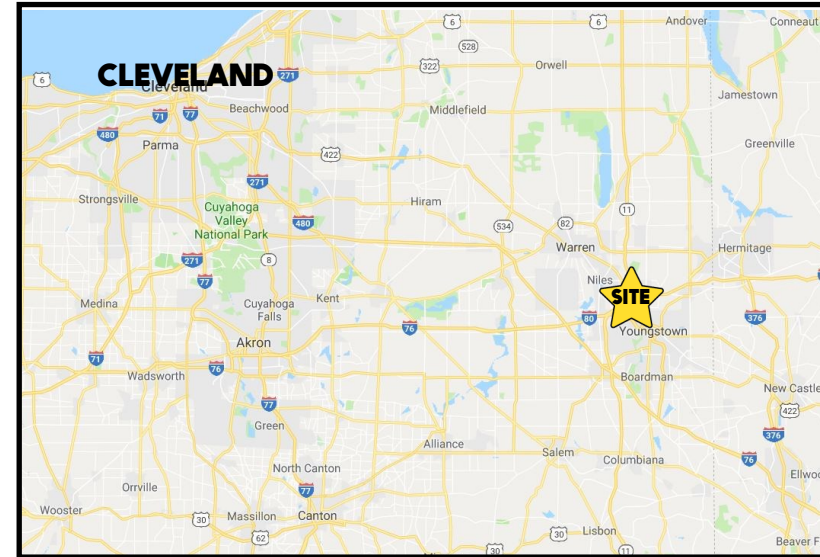 6
6
Andover
Conneaut
528
322
Orwell
CLEVELAND
271
Cleveland
6
Jamestown
Beachwood
Middlefield
71
77
480
Parma
Greenville
422
271
Strongsville
Hiram
Cuyahoga
Valley
National Park
11
480
534
82
Warren
Hermitage
271
8
77
Niles
SITE
Medina
Cuyahoga
Falls
Kent
76
80
376
Youngstown
Akron
71
76
Wadsworth
Boardman
New Castle
77
422
Green
376
Alliance
Salem
Columbiana
76
North Canton
Ellwo
Orrville
77
Wooster
30
Massillon
Canton
62
30
Lisbon
30
11
Beaver F